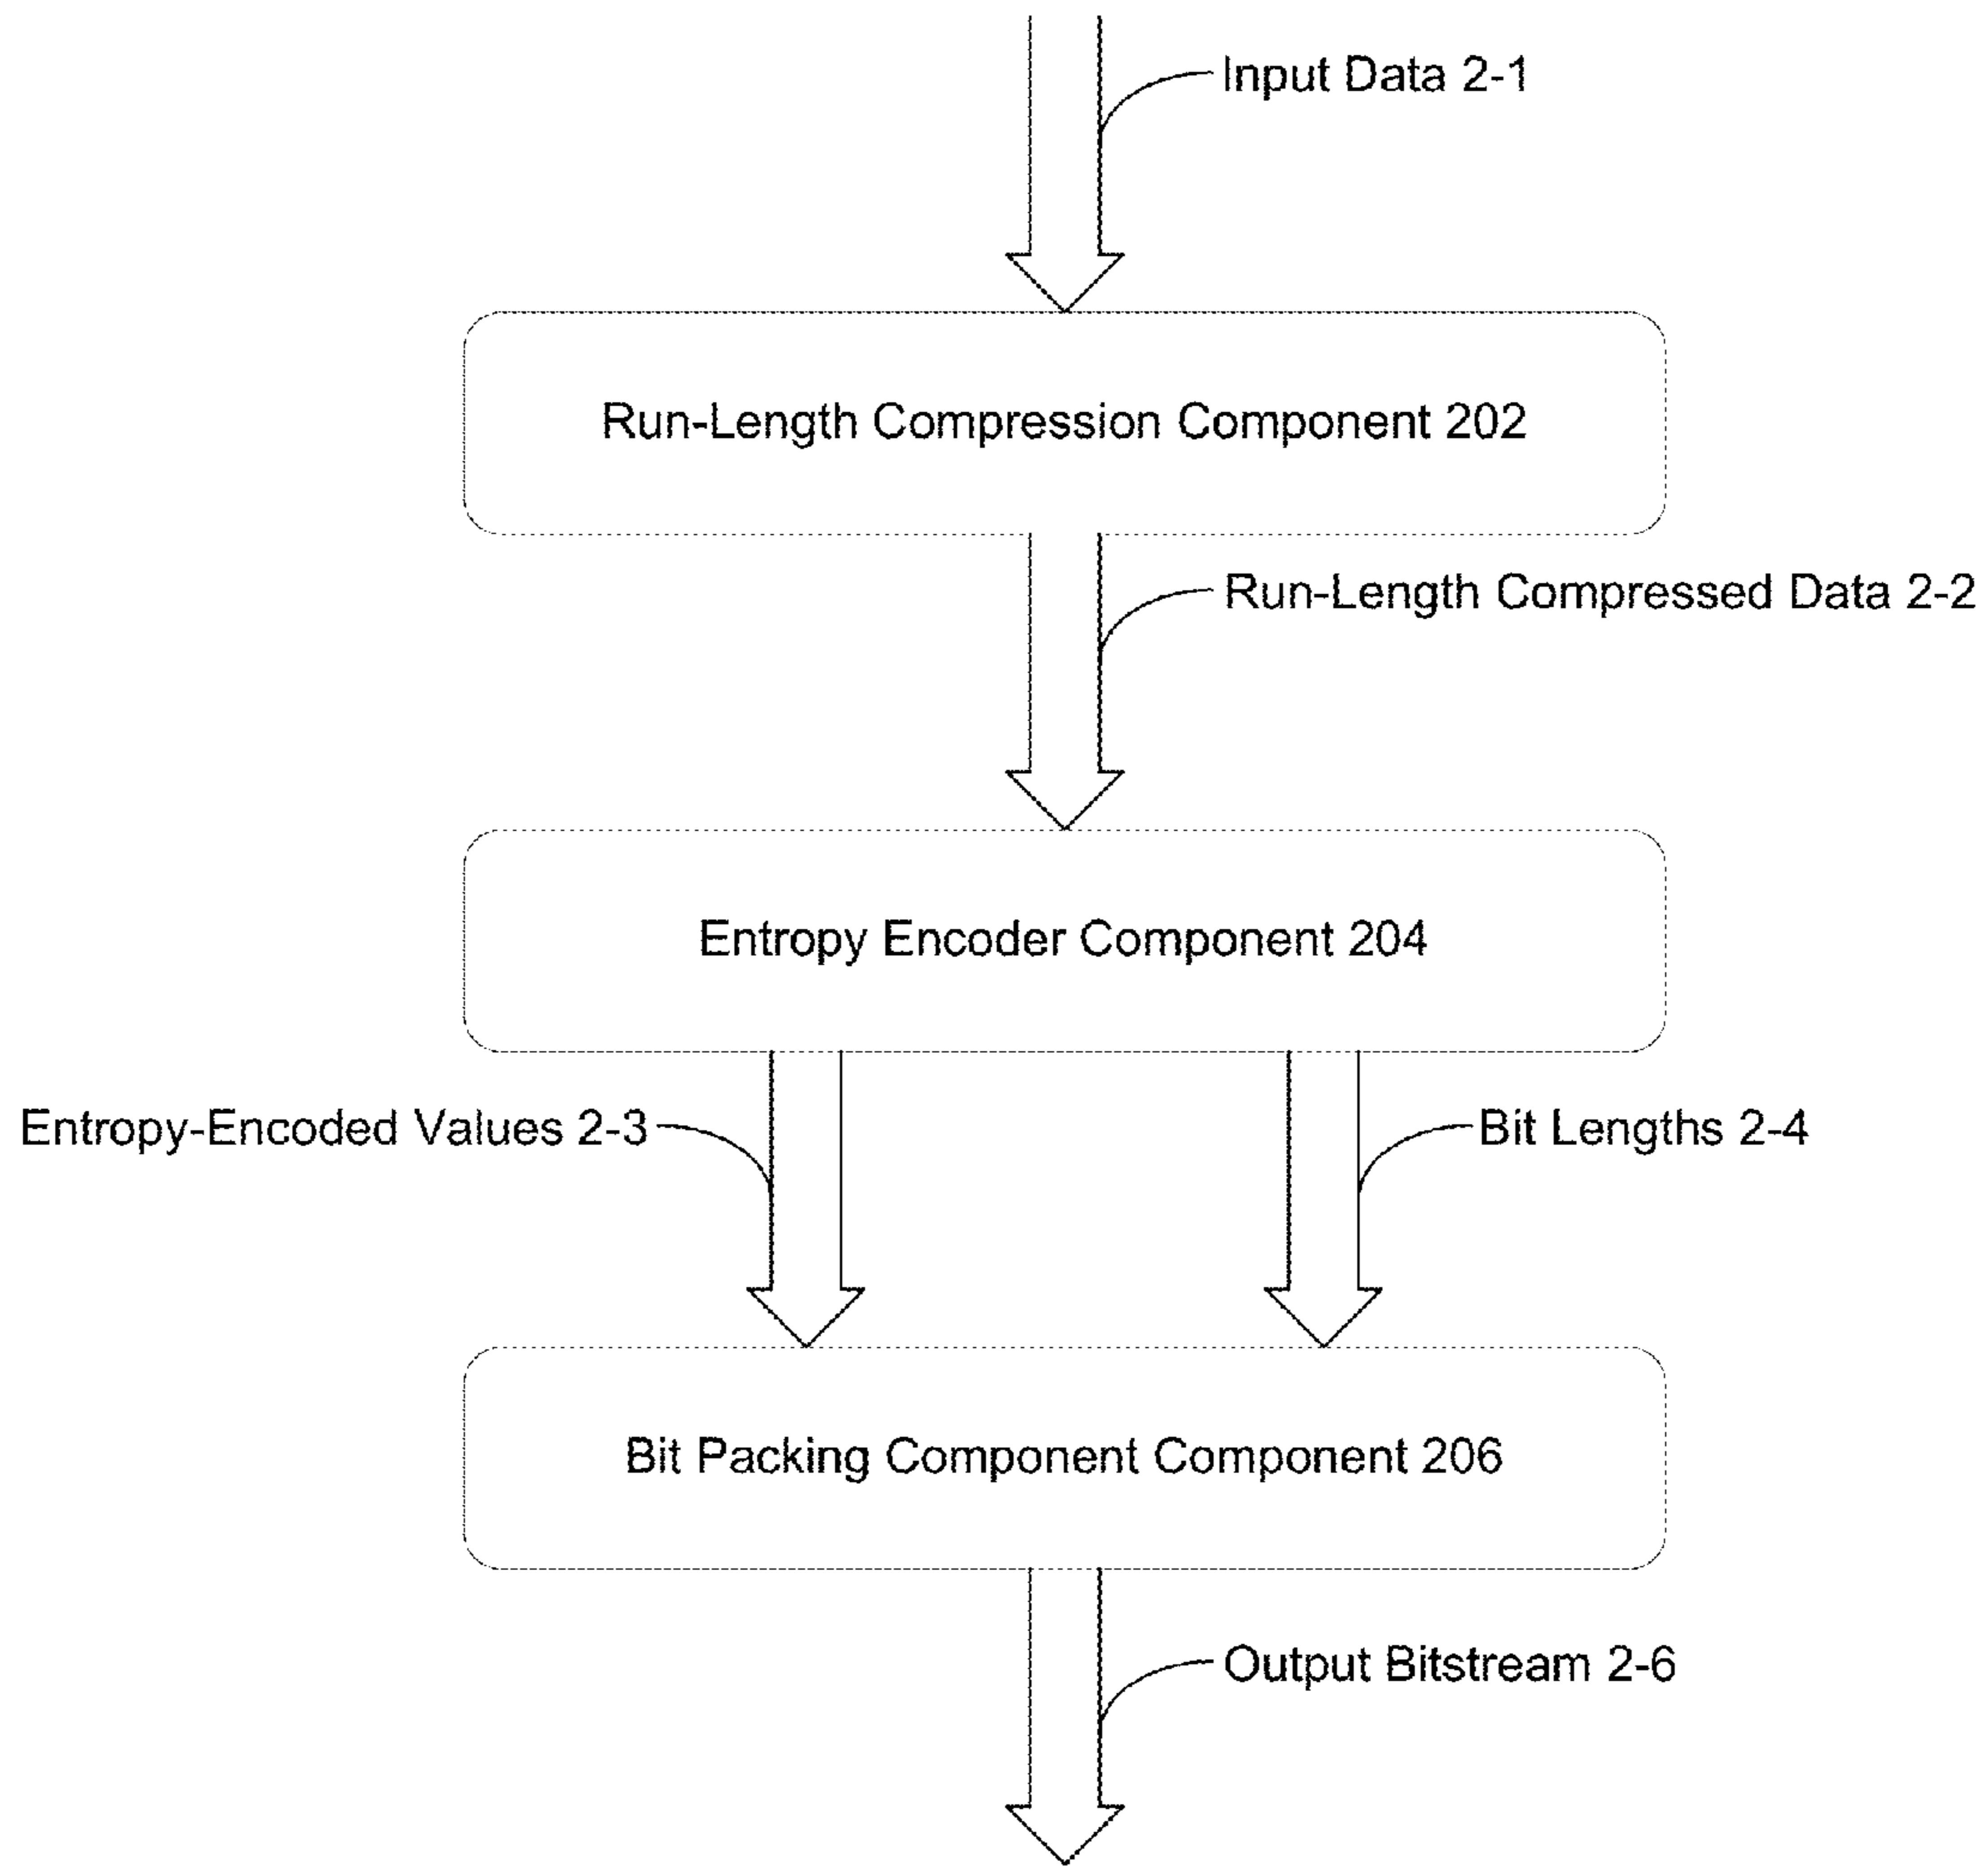 Input Data 2-1
Run-Length Compression Component 202
Run-Length Compressed Data 2-2
Entropy Encoder Component 204
Entropy-Encoded Values 2-3
Bit Lengths 2-4
Bit Packing Component Component 206
Output Bitstream 2-6